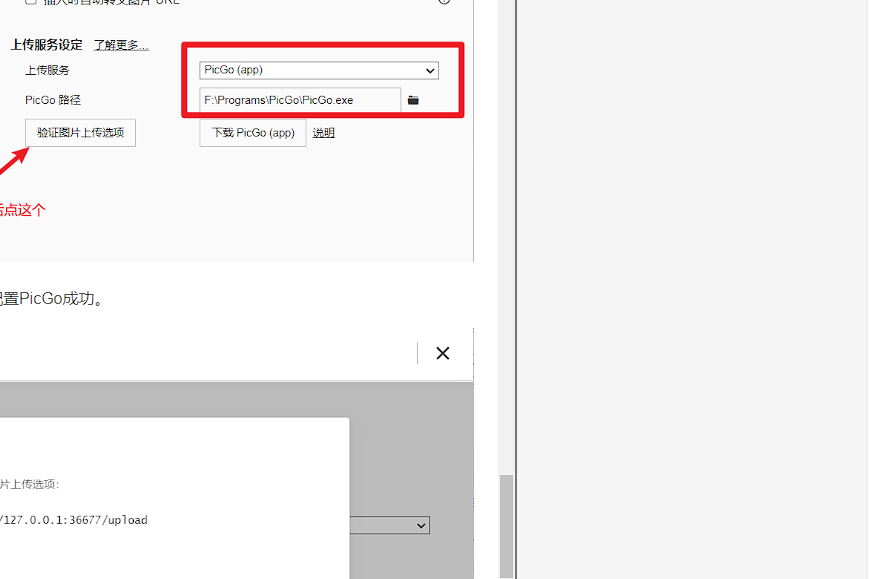 插入时自动转义图片 URL
上传服务设定 了解更多...
上传服务 PicGo (app)
PicGo 路径 F:\Programs\PicGo\PicGo.exe
验证图片上传选项 下载 PicGo (app) 说明
后点这个
配置PicGo成功。
片上传选项:
/127.0.0.1:36677/upload